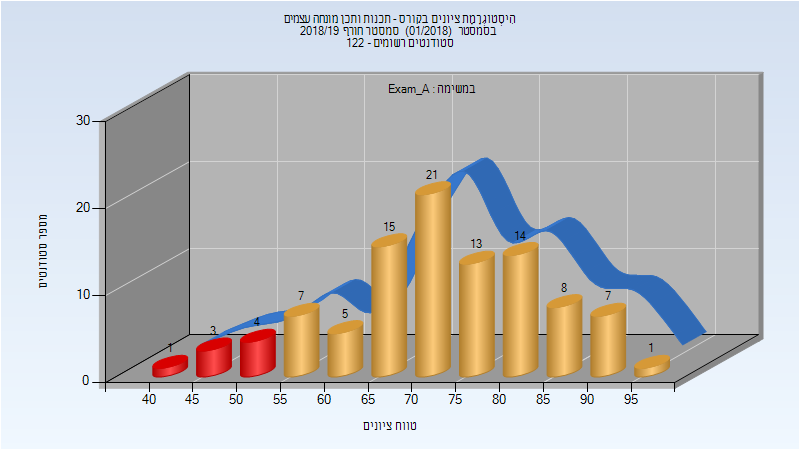 היסטוגרמת ציונים בקורס - תכנות ותכן מונחה עצמים
בסמסטר (01/2018) סמסטר חורף 2018/19
סטודנטים רשומים - 122
במשימה : Exam_A
מספר סטודנטים
30
20
10
0
1
3
4
7
5
15
21
13
14
8
7
1
40 45 50 55 60 65 70 75 80 85 90 95
טווח ציונים